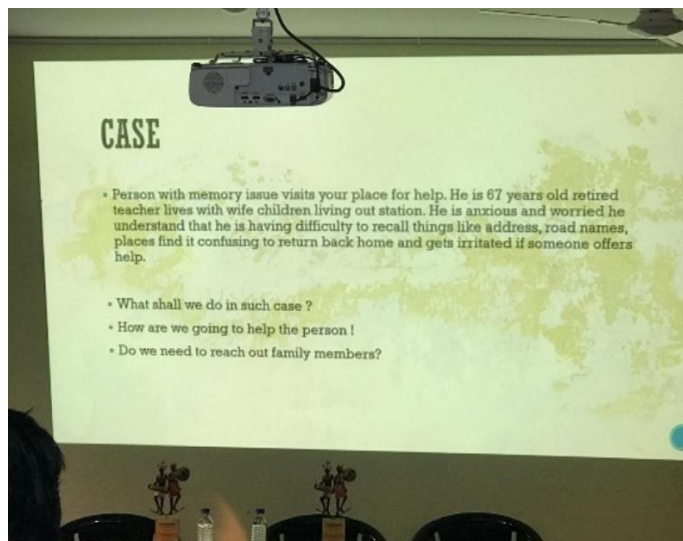 CASE
• Person with memory issue visits your place for help. He is 67 years old retired
teacher lives with wife children living out station. He is anxious and worried he
understand that he is having difficulty to recall things like address, road names,
places find it confusing to return back home and gets irritated if someone offers
help.
• What shall we do in such case ?
• How are we going to help the person !
• Do we need to reach out family members?